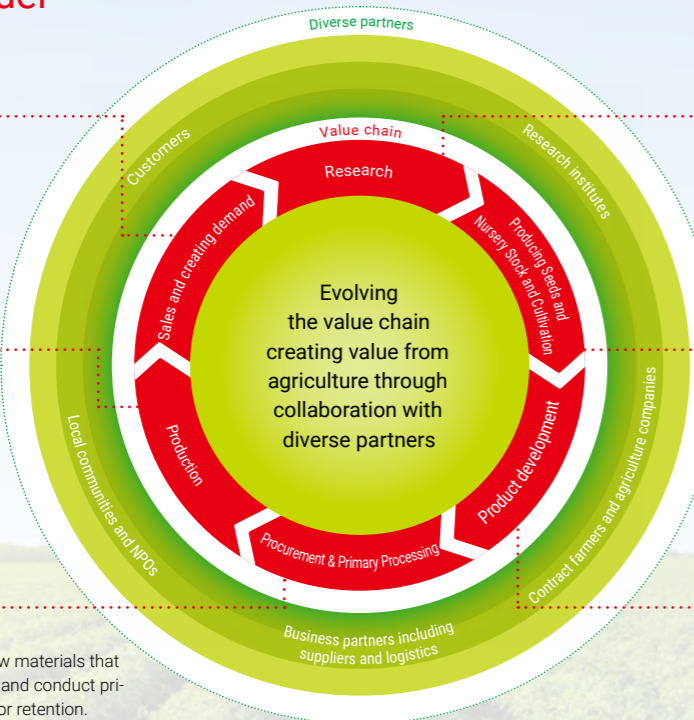 Diverse partners
Value chain
Research
Producing Seeds and
Nursery Stock and Cultivation
Product development
Procurement & Primary Processing
Production
Sales and creating demand
Customers
Research institutes
Contract farmers and agriculture companies
Business partners including
suppliers and logistics
Local communities and NPOs
Evolving
the value chain
creating value from
agriculture through
collaboration with
diverse partners
materials that
and conduct pri-
or retention.